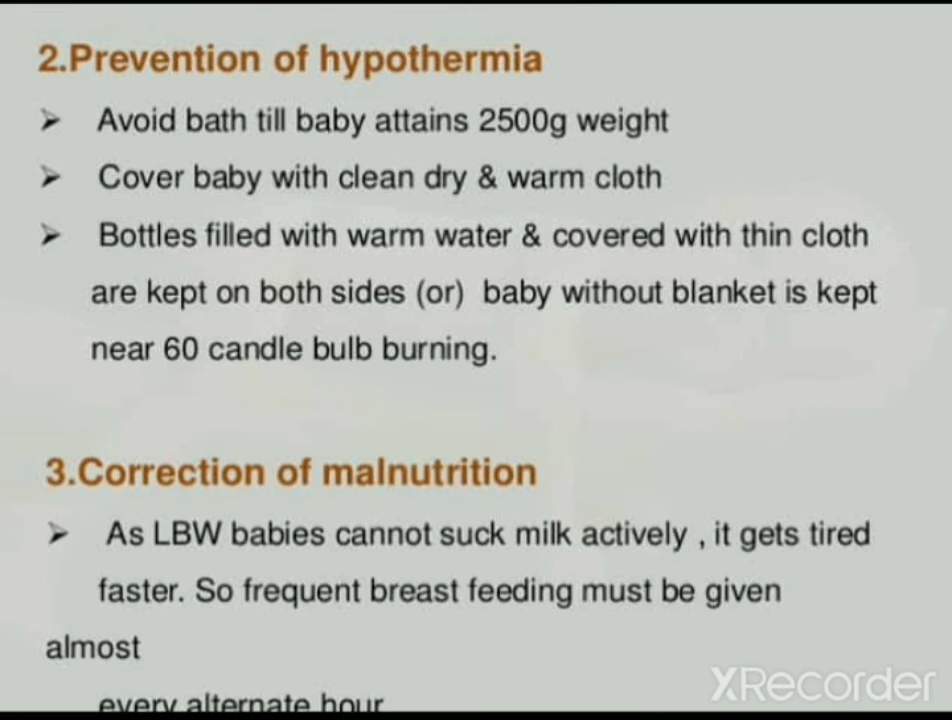 2.Prevention of hypothermia
➢ Avoid bath till baby attains 2500g weight
➢ Cover baby with clean dry & warm cloth
➢ Bottles filled with warm water & covered with thin cloth
are kept on both sides (or) baby without blanket is kept
near 60 candle bulb burning.
3.Correction of malnutrition
➢ As LBW babies cannot suck milk actively , it gets tired
faster. So frequent breast feeding must be given
almost
every alternate hour
XRecorder